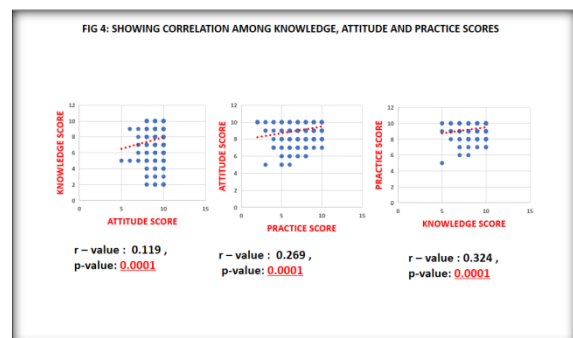 FIG 4: SHOWING CORRELATION AMONG KNOWLEDGE, ATTITUDE AND PRACTICE SCORES
KNOWLEDGE SCORE
12
10
8
6
4
2
0
0 5 10 15
ATTITUDE SCORE
r – value : 0.119 ,
p-value: 0.0001
ATTITUDE SCORE
12
10
8
6
4
2
0
0 5 10 15
PRACTICE SCORE
r – value : 0.269 ,
p-value: 0.0001
PRACTICE SCORE
12
10
8
6
4
2
0
0 5 10 15
KNOWLEDGE SCORE
r – value : 0.324 ,
p-value: 0.0001